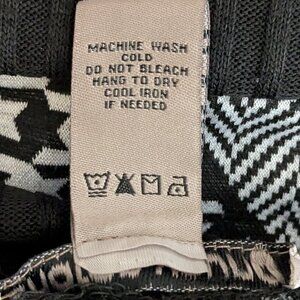 MACHINE WASH
COLD
DO NOT BLEACH
HANG TO DRY
COOL IRON
IF NEEDED